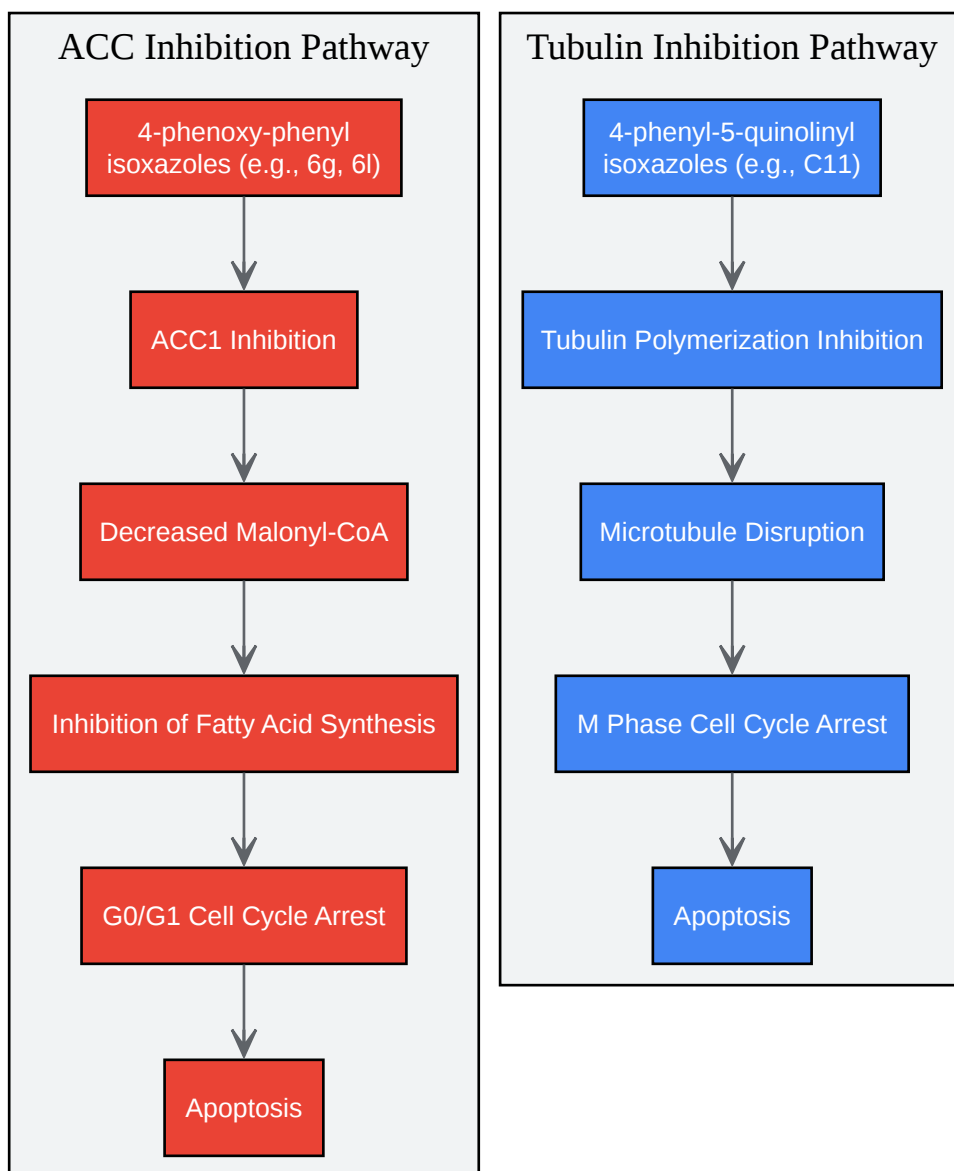 ACC Inhibition Pathway
4-phenoxy-phenyl
isoxazoles (e.g., 6g, 6l)
ACC1 Inhibition
Decreased Malonyl-CoA
Inhibition of Fatty Acid Synthesis
G0/G1 Cell Cycle Arrest
Apoptosis
Tubulin Inhibition Pathway
4-phenyl-5-quinolinyl
isoxazoles (e.g., C11)
Tubulin Polymerization Inhibition
Microtubule Disruption
M Phase Cell Cycle Arrest
Apoptosis